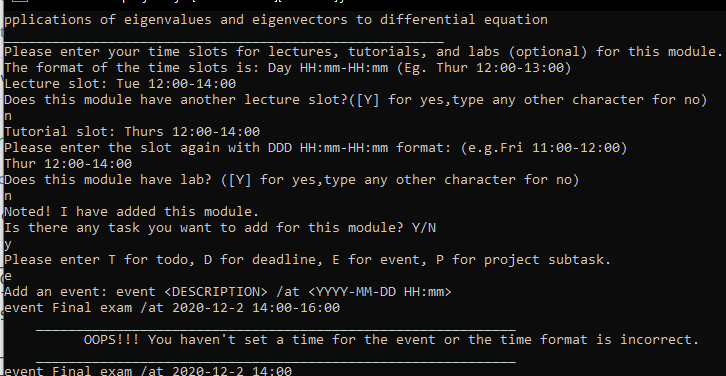 pplications of eigenvalues and eigenvectors to differential equation
Please enter your time slots for lectures, tutorials, and labs (optional) for this module.
The format of the time slots is: Day HH:mm-HH:mm (Eg. Thur 12:00-13:00)
Lecture slot: Tue 12:00-14:00
Does this module have another lecture slot?([Y] for yes,type any other character for no)
n
Tutorial slot: Thurs 12:00-14:00
Please enter the slot again with DDD HH:mm-HH:mm format: (e.g.Fri 11:00-12:00)
Thur 12:00-14:00
Does this module have lab? ([Y] for yes,type any other character for no)
n
Noted! I have added this module.
Is there any task you want to add for this module? Y/N
y
Please enter T for todo, D for deadline, E for event, P for project subtask.
e
Add an event: event <DESCRIPTION> /at <YYYY-MM-DD HH:mm>
event Final exam /at 2020-12-2 14:00-16:00
OOPS!!! You haven't set a time for the event or the time format is incorrect.
event Final exam /at 2020-12-2 14:00